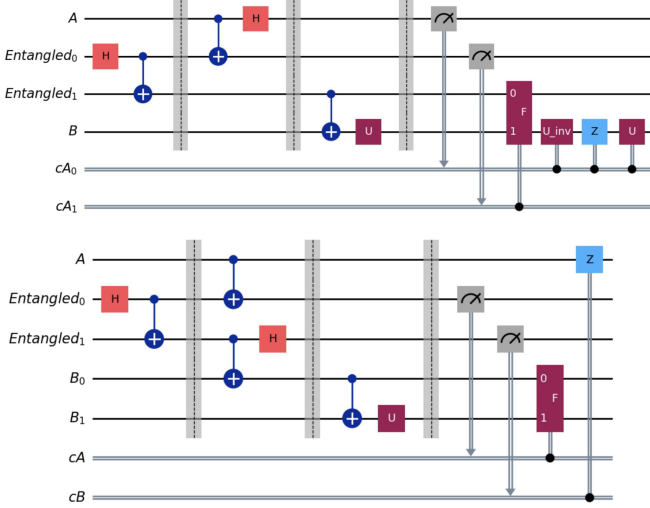 A
H
Entangled0
H
Entangled1
0
F
B
U
1
U_inv
Z
U
cA0
cA1
A
Z
Entangled0
H
Entangled1
H
B0
0
F
B1
U
1
cA
cB